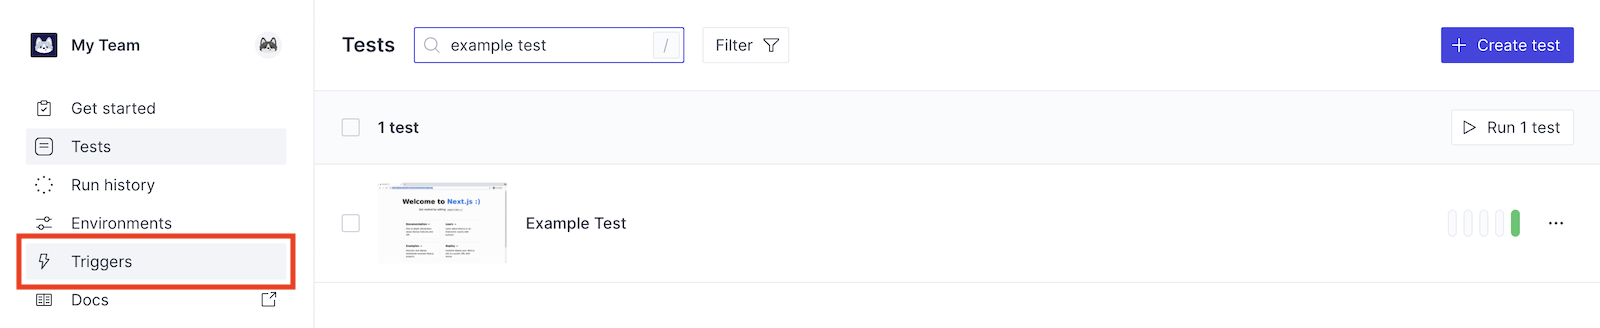 My Team
Get started
Tests
Run history
Environments
Triggers
Docs
Tests
example test
/
Filter
+ Create test
1 test
Run 1 test
Welcome to Next.js :)
Example Test
...